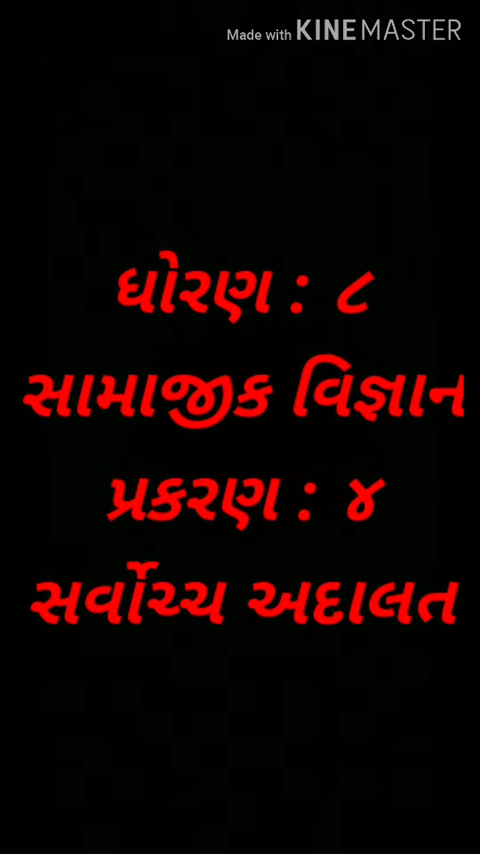 Made with KINEMASTER
ધોરણ : ૮
સામાજીક વિજ્ઞાન
પ્રકરણ : ૪
સર્વોચ્ચ અદાલત